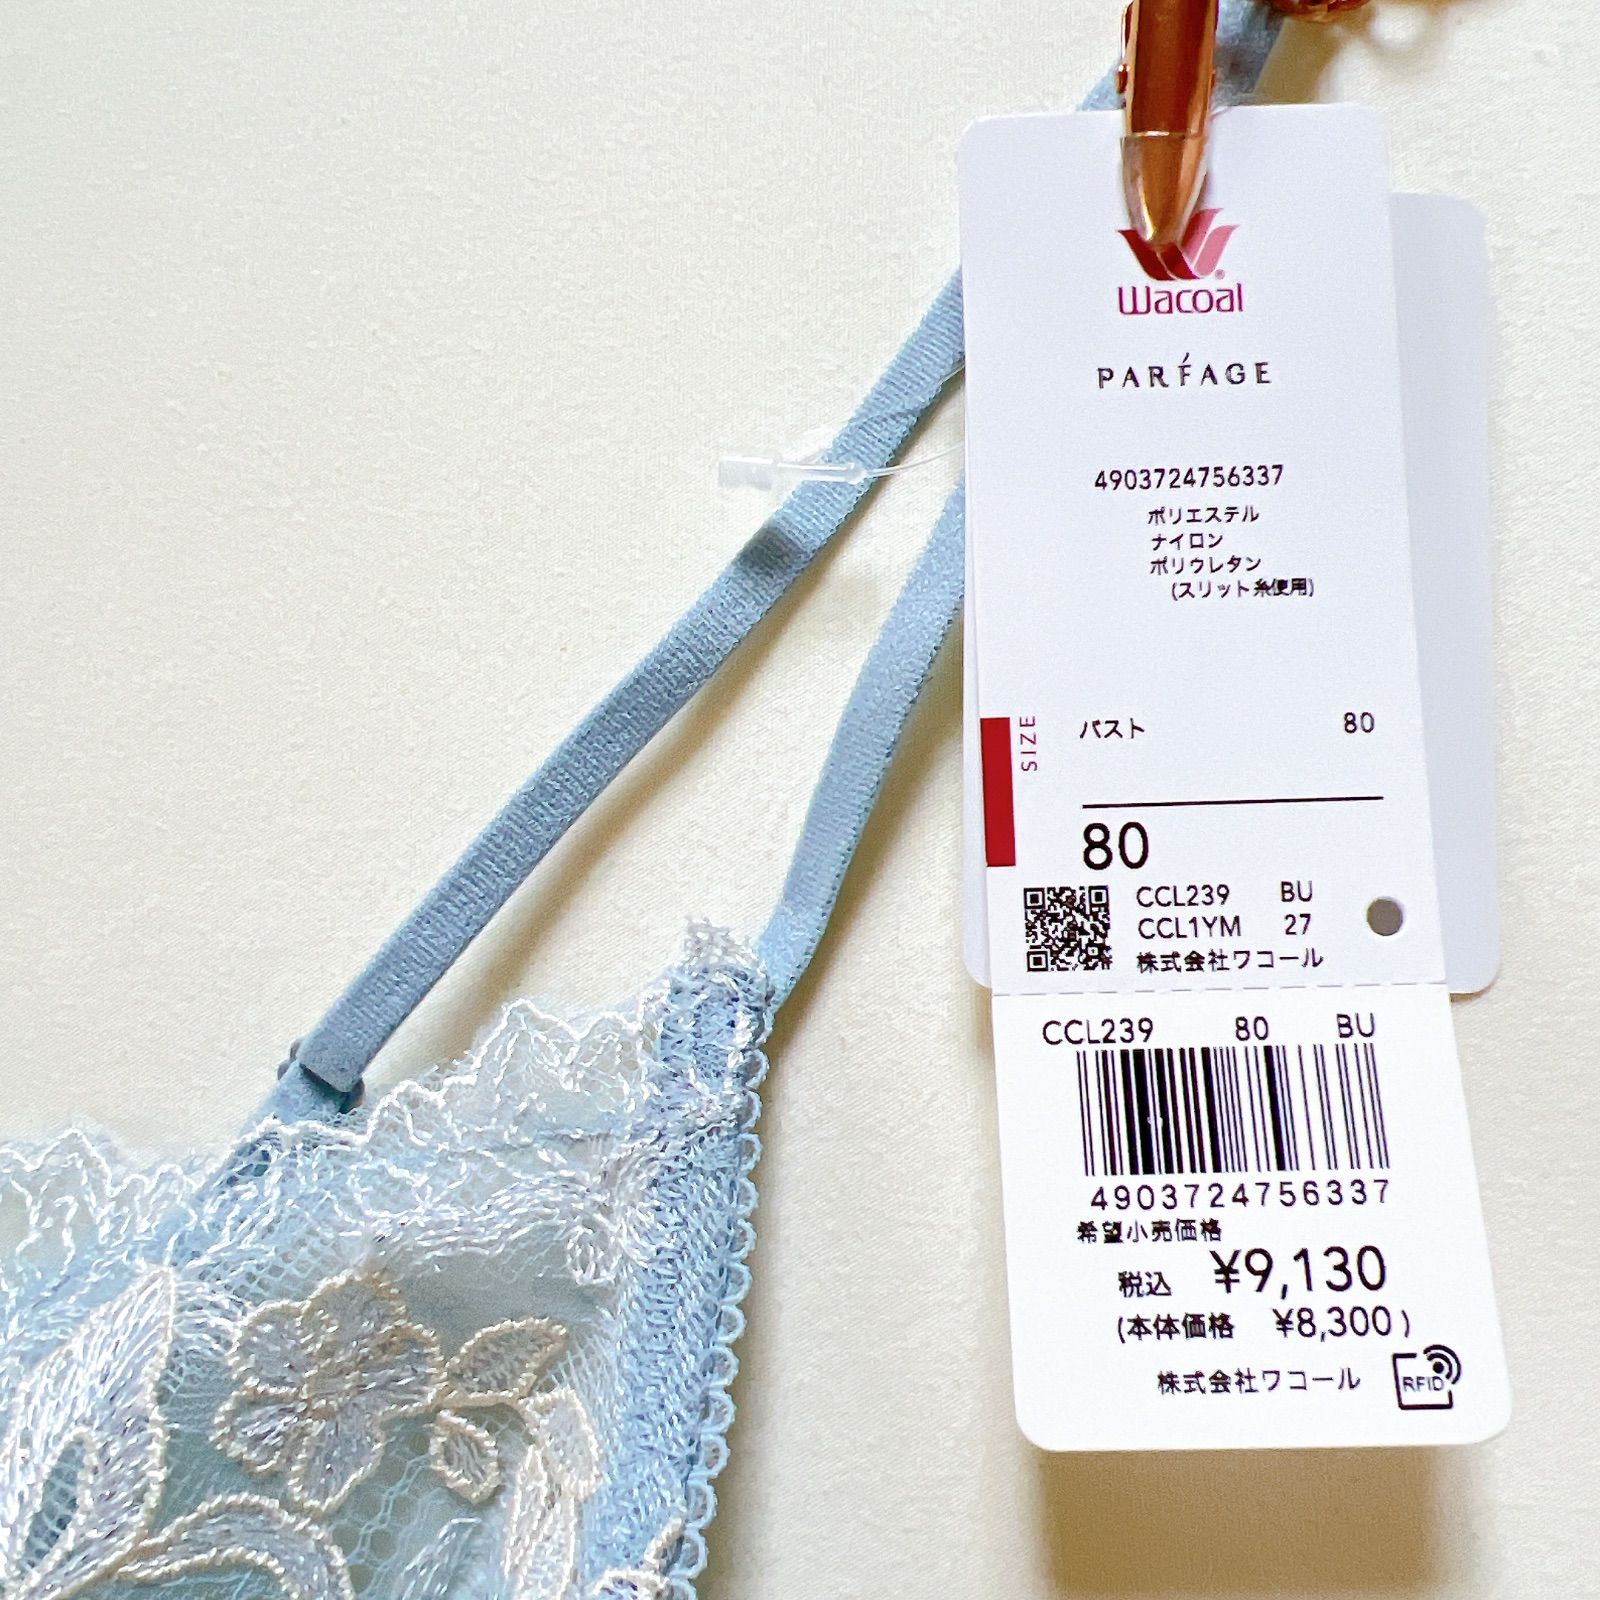 Wacoal
PARFAGE
4903724756337
ポリエステル
ナイロン
ポリウレタン
(スリット糸使用)
SIZE
バスト 80
80
CCL239 BU
CCL1YM 27
株式会社ワコール
CCL239 80 BU
4903724756337
希望小売価格
税込 ¥9,130
(本体価格 ¥8,300)
株式会社ワコール
RFID